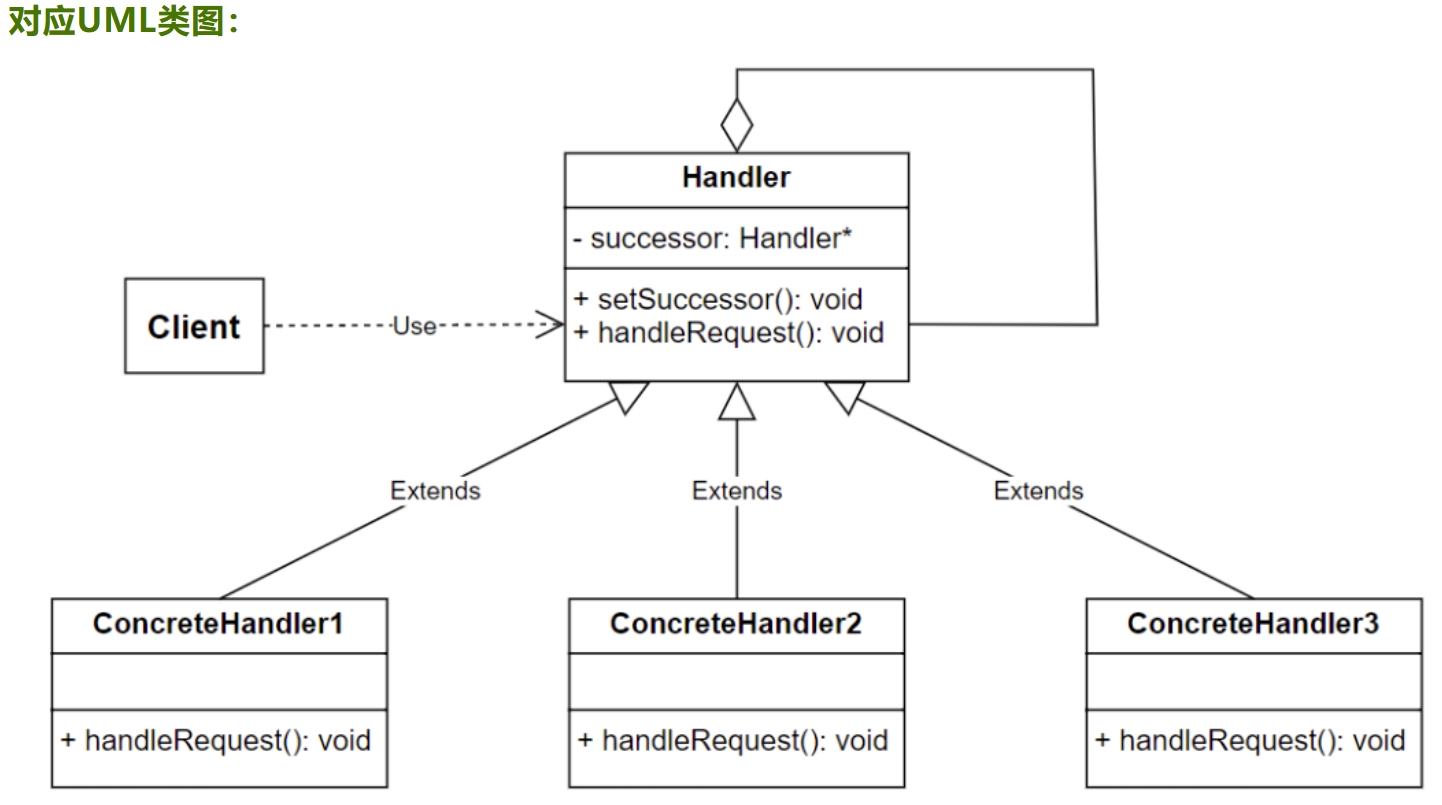 对应UML类图：
Handler
- successor: Handler*
+ setSuccessor(): void
+ handleRequest(): void
Client
Use
Extends
Extends
Extends
ConcreteHandler1
+ handleRequest(): void
ConcreteHandler2
+ handleRequest(): void
ConcreteHandler3
+ handleRequest(): void